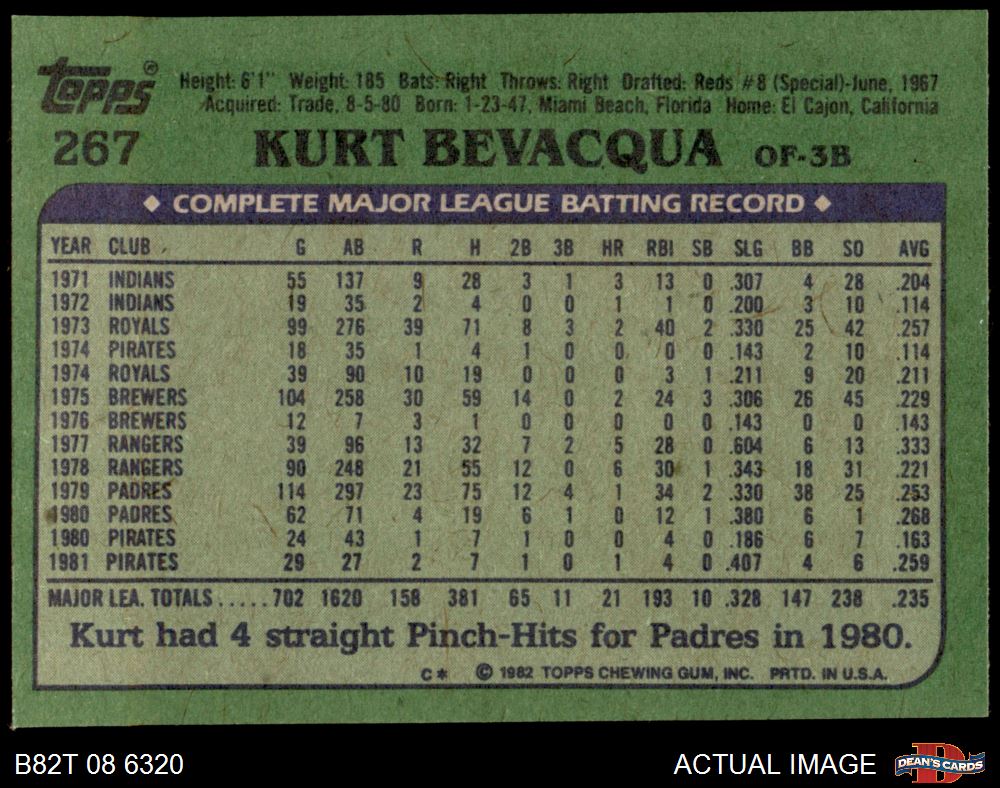 topps®
Height: 6'1" Weight: 185 Bats: Right Throws: Right Drafted: Reds #8 (Special)-June, 1967
Acquired: Trade, 8-5-80 Born: 1-23-47, Miami Beach, Florida Home: El Cajon, California
267 KURT BEVACQUA OF-3B
◆ COMPLETE MAJOR LEAGUE BATTING RECORD ◆
YEAR CLUB G AB R H 2B 3B HR RBI SB SLG BB SO AVG
1971 INDIANS 55 137 9 28 3 1 3 13 0 .307 4 28 .204
1972 INDIANS 19 35 2 4 0 0 1 1 0 .200 3 10 .114
1973 ROYALS 99 276 39 71 8 3 2 40 2 .330 25 42 .257
1974 PIRATES 18 35 1 4 1 0 0 0 0 .143 2 10 .114
1974 ROYALS 39 90 10 19 0 0 0 3 1 .211 9 20 .211
1975 BREWERS 104 258 30 59 14 0 2 24 3 .306 26 45 .229
1976 BREWERS 12 7 3 1 0 0 0 0 0 .143 0 0 .143
1977 RANGERS 39 96 13 32 7 2 5 28 0 .604 6 13 .333
1978 RANGERS 90 248 21 55 12 0 6 30 1 .343 18 31 .221
1979 PADRES 114 297 23 75 12 4 1 34 2 .330 38 25 .253
1980 PADRES 62 71 4 19 6 1 0 12 1 .380 6 1 .268
1980 PIRATES 24 43 1 7 1 0 0 4 0 .186 6 7 .163
1981 PIRATES 29 27 2 7 1 0 1 4 0 .407 4 6 .259
MAJOR LEA. TOTALS.....702 1620 158 381 65 11 21 193 10 .328 147 238 .235
Kurt had 4 straight Pinch-Hits for Padres in 1980.
C* © 1982 TOPPS CHEWING GUM, INC. PRTD. IN U.S.A.
B82T 08 6320 ACTUAL IMAGE DEAN'S CARDS